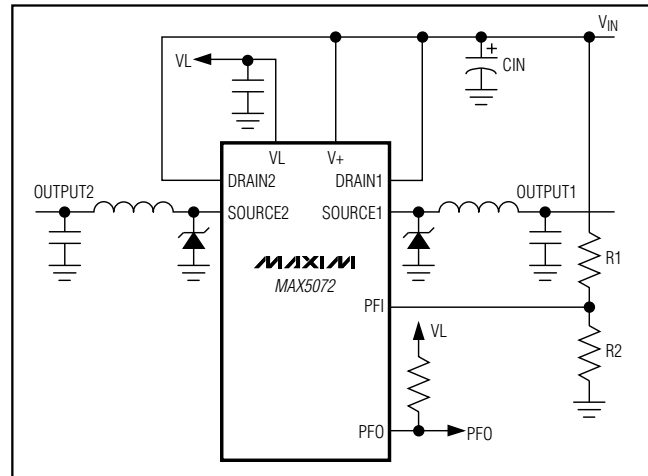 VIN
VL
CIN
VL V+
DRAIN2 DRAIN1
OUTPUT2 OUTPUT1
SOURCE2 SOURCE1
MAXIM
MAX5072
R1
PFI
VL
R2
PFO PFO